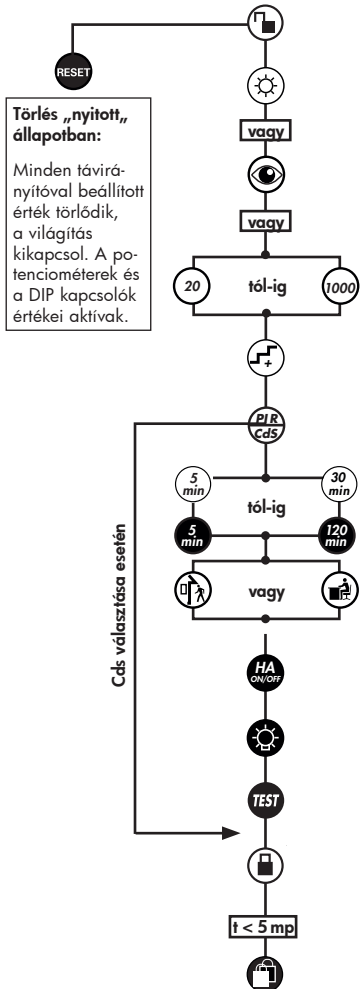 RESET
Törlés „nyitott„
állapotban:
Minden távirá-
nyítóval beállított
érték törlődik,
a világítás
kikapcsol. A po-
tenciométerek és
a DIP kapcsolók
értékei aktívak.
vagy
vagy
20
tól-ig
1000
+
PIR
CdS
5
min
30
min
tól-ig
5
min
120
min
vagy
Cds választása esetén
HA
ON/OFF
TEST
t < 5 mp